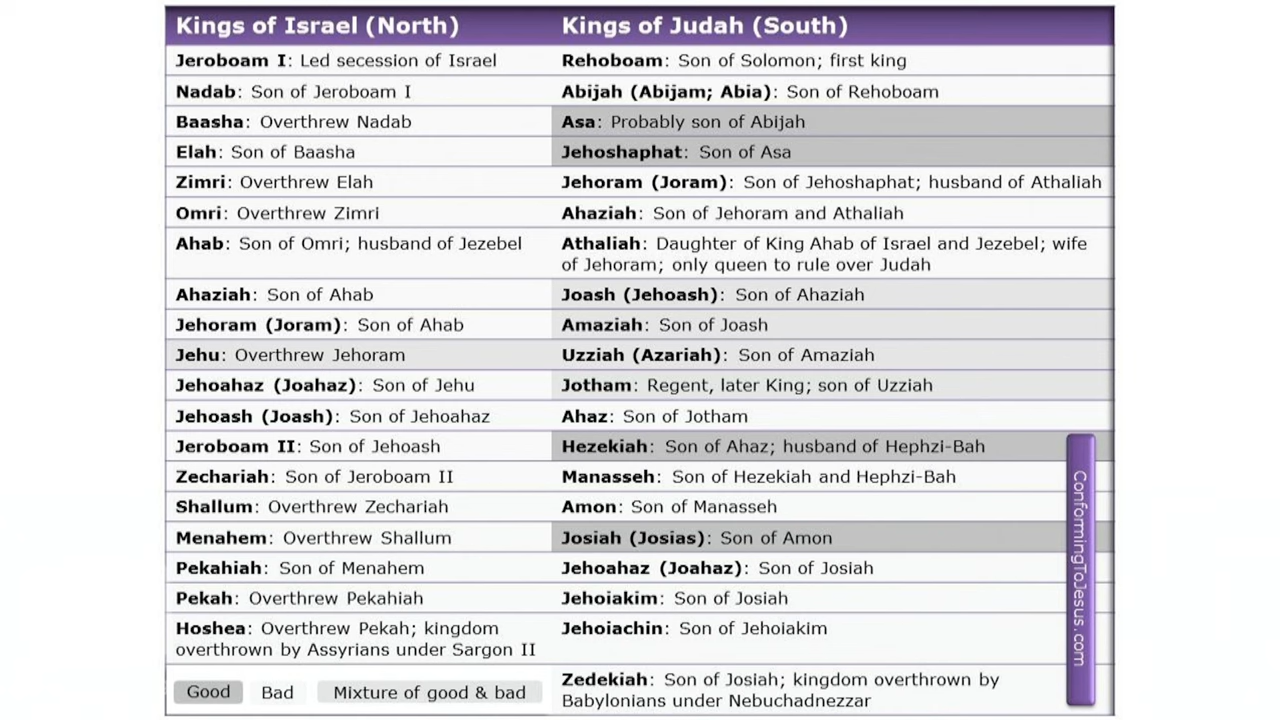 Kings of Israel (North)
Jeroboam I: Led secession of Israel
Nadab: Son of Jeroboam I
Baasha: Overthrew Nadab
Elah: Son of Baasha
Zimri: Overthrew Elah
Omri: Overthrew Zimri
Ahab: Son of Omri; husband of Jezebel
Ahaziah: Son of Ahab
Jehoram (Joram): Son of Ahab
Jehu: Overthrew Jehoram
Jehoahaz (Joahaz): Son of Jehu
Jehoash (Joash): Son of Jehoahaz
Jeroboam II: Son of Jehoash
Zechariah: Son of Jeroboam II
Shallum: Overthrew Zechariah
Menahem: Overthrew Shallum
Pekahiah: Son of Menahem
Pekah: Overthrew Pekahiah
Hoshea: Overthrew Pekah; kingdom
overthrown by Assyrians under Sargon II
Good Bad Mixture of good & bad
Kings of Judah (South)
Rehoboam: Son of Solomon; first king
Abijah (Abijam; Abia): Son of Rehoboam
Asa: Probably son of Abijah
Jehoshaphat: Son of Asa
Jehoram (Joram): Son of Jehoshaphat; husband of Athaliah
Ahaziah: Son of Jehoram and Athaliah
Athaliah: Daughter of King Ahab of Israel and Jezebel; wife
of Jehoram; only queen to rule over Judah
Joash (Jehoash): Son of Ahaziah
Amaziah: Son of Joash
Uzziah (Azariah): Son of Amaziah
Jotham: Regent, later King; son of Uzziah
Ahaz: Son of Jotham
Hezekiah: Son of Ahaz; husband of Hephzi-Bah
Manasseh: Son of Hezekiah and Hephzi-Bah
Amon: Son of Manasseh
Josiah (Josias): Son of Amon
Jehoahaz (Joahaz): Son of Josiah
Jehoiakim: Son of Josiah
Jehoiachin: Son of Jehoiakim
Zedekiah: Son of Josiah; kingdom overthrown by
Babylonians under Nebuchadnezzar
ConformingToJesus.com